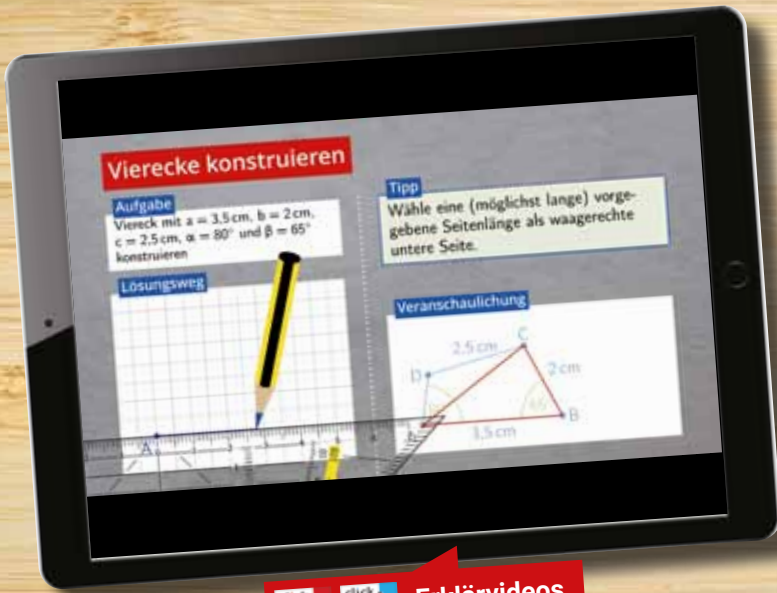 Vierecke konstruieren
Aufgabe
Viereck mit a = 3,5 cm, b = 2 cm,
c = 2,5 cm, α = 80° und β = 65°
konstruieren
Lösungsweg
A
Tipp
Wähle eine (möglichst lange) vorge-
gebene Seitenlänge als waagerechte
untere Seite.
Veranschaulichung
C
2,5 cm
D
2 cm
65
B
3,5 cm
Erklärvideos